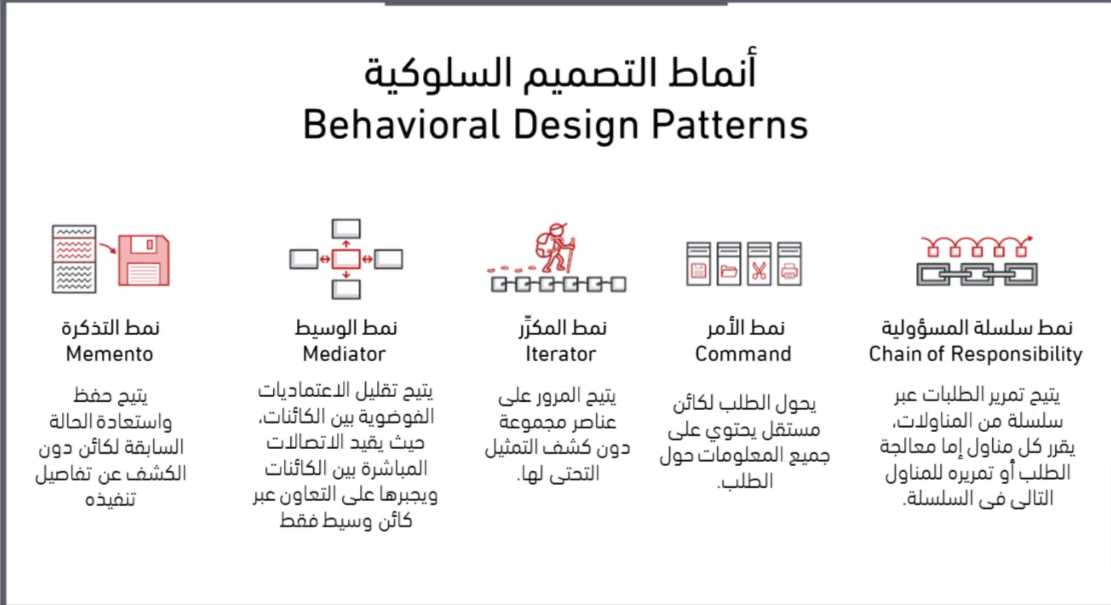 أنماط التصميم السلوكية
Behavioral Design Patterns
نمط سلسلة المسؤولية
Chain of Responsibility
يتيح تمرير الطلبات عبر
سلسلة من المناولات،
يقرر كل مناول إما معالجة
الطلب أو تمريره للمناول
التالي في السلسلة.
نمط الأمر
Command
يحول الطلب لكائن
مستقل يحتوي على
جميع المعلومات حول
الطلب.
نمط المكرِّر
Iterator
يتيح المرور على
عناصر مجموعة
دون كشف التمثيل
التحتي لها.
نمط الوسيط
Mediator
يتيح تقليل الاعتماديات
الفوضوية بين الكائنات،
حيث يقيد الاتصالات
المباشرة بين الكائنات
ويجبرها على التعاون عبر
كائن وسيط فقط
نمط التذكرة
Memento
يتيح حفظ
واستعادة الحالة
السابقة لكائن دون
الكشف عن تفاصيل
تنفيذه